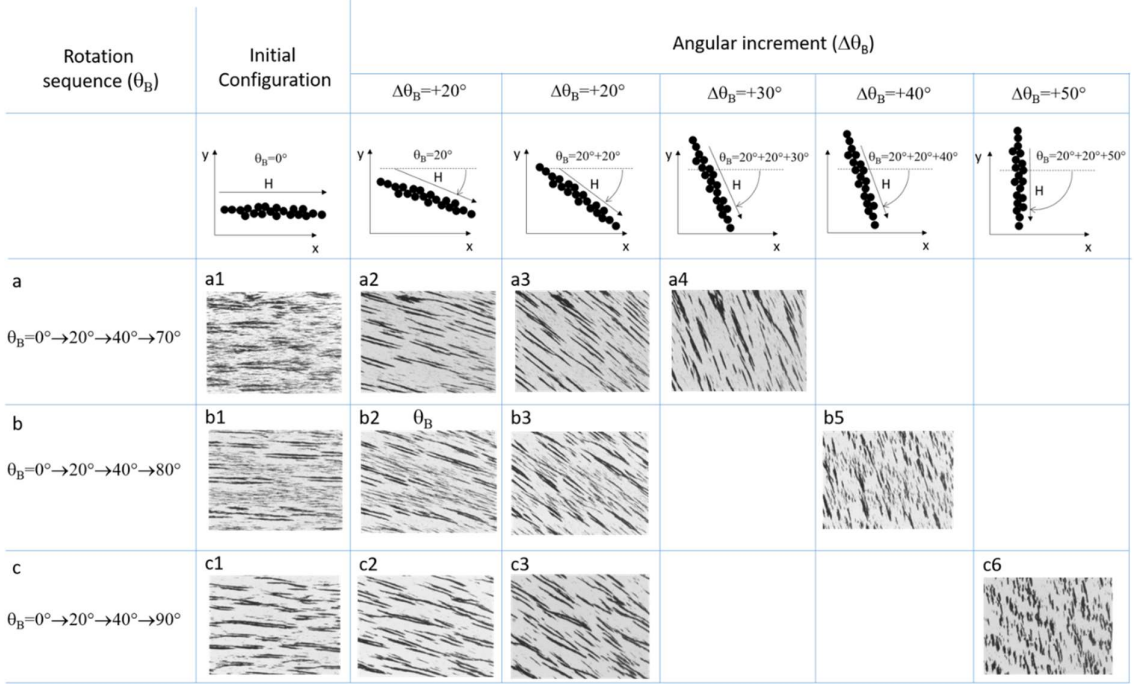 Rotation
sequence (θB)
Initial
Configuration
Angular increment (ΔθB)
ΔθB=+20°
ΔθB=+20°
ΔθB=+30°
ΔθB=+40°
ΔθB=+50°
y
θB=0°
H
x
y
θB=20°
H
x
y
θB=20°+20°
H
x
y
θB=20°+20°+30°
H
x
y
θB=20°+20°+40°
H
x
y
θB=20°+20°+50°
H
x
a
θB=0°→20°→40°→70°
a1
a2
a3
a4
b
θB=0°→20°→40°→80°
b1
b2 θB
b3
b5
c
θB=0°→20°→40°→90°
c1
c2
c3
c6